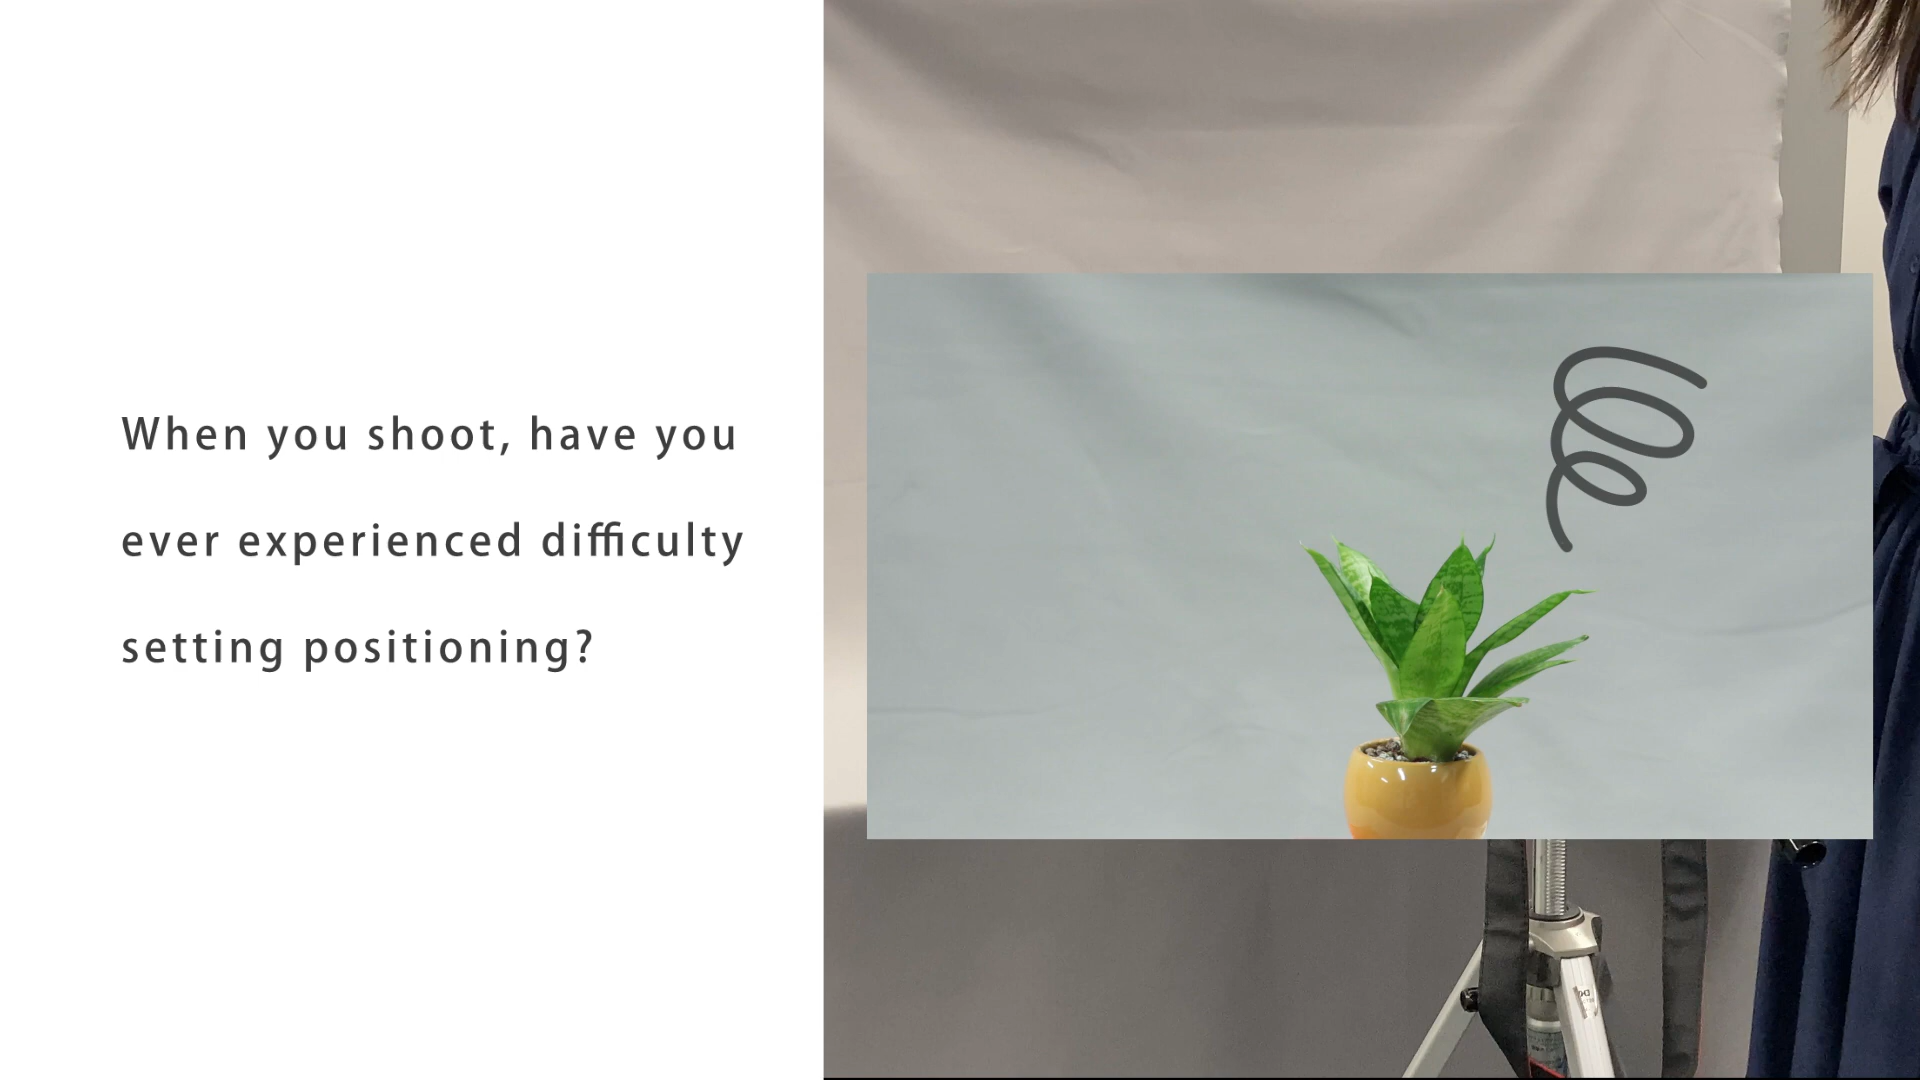 When you shoot, have you
ever experienced difficulty
setting positioning?